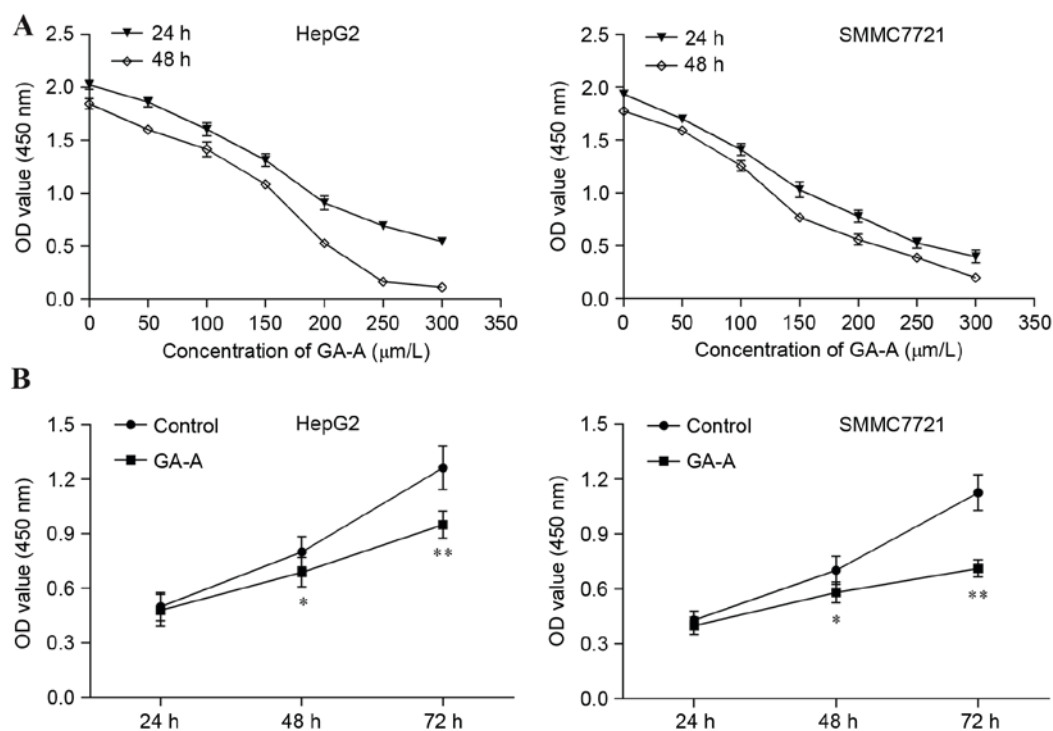 A
HepG2
24 h
48 h
OD value (450 nm)
2.5
2.0
1.5
1.0
0.5
0.0
0 50 100 150 200 250 300 350
Concentration of GA-A (μm/L)
SMMC7721
24 h
48 h
OD value (450 nm)
2.5
2.0
1.5
1.0
0.5
0.0
0 50 100 150 200 250 300 350
Concentration of GA-A (μm/L)
B
HepG2
Control
GA-A
OD value (450 nm)
1.5
1.2
0.9
0.6
0.3
0.0
*
**
24 h 48 h 72 h
SMMC7721
Control
GA-A
OD value (450 nm)
1.5
1.2
0.9
0.6
0.3
0.0
*
**
24 h 48 h 72 h